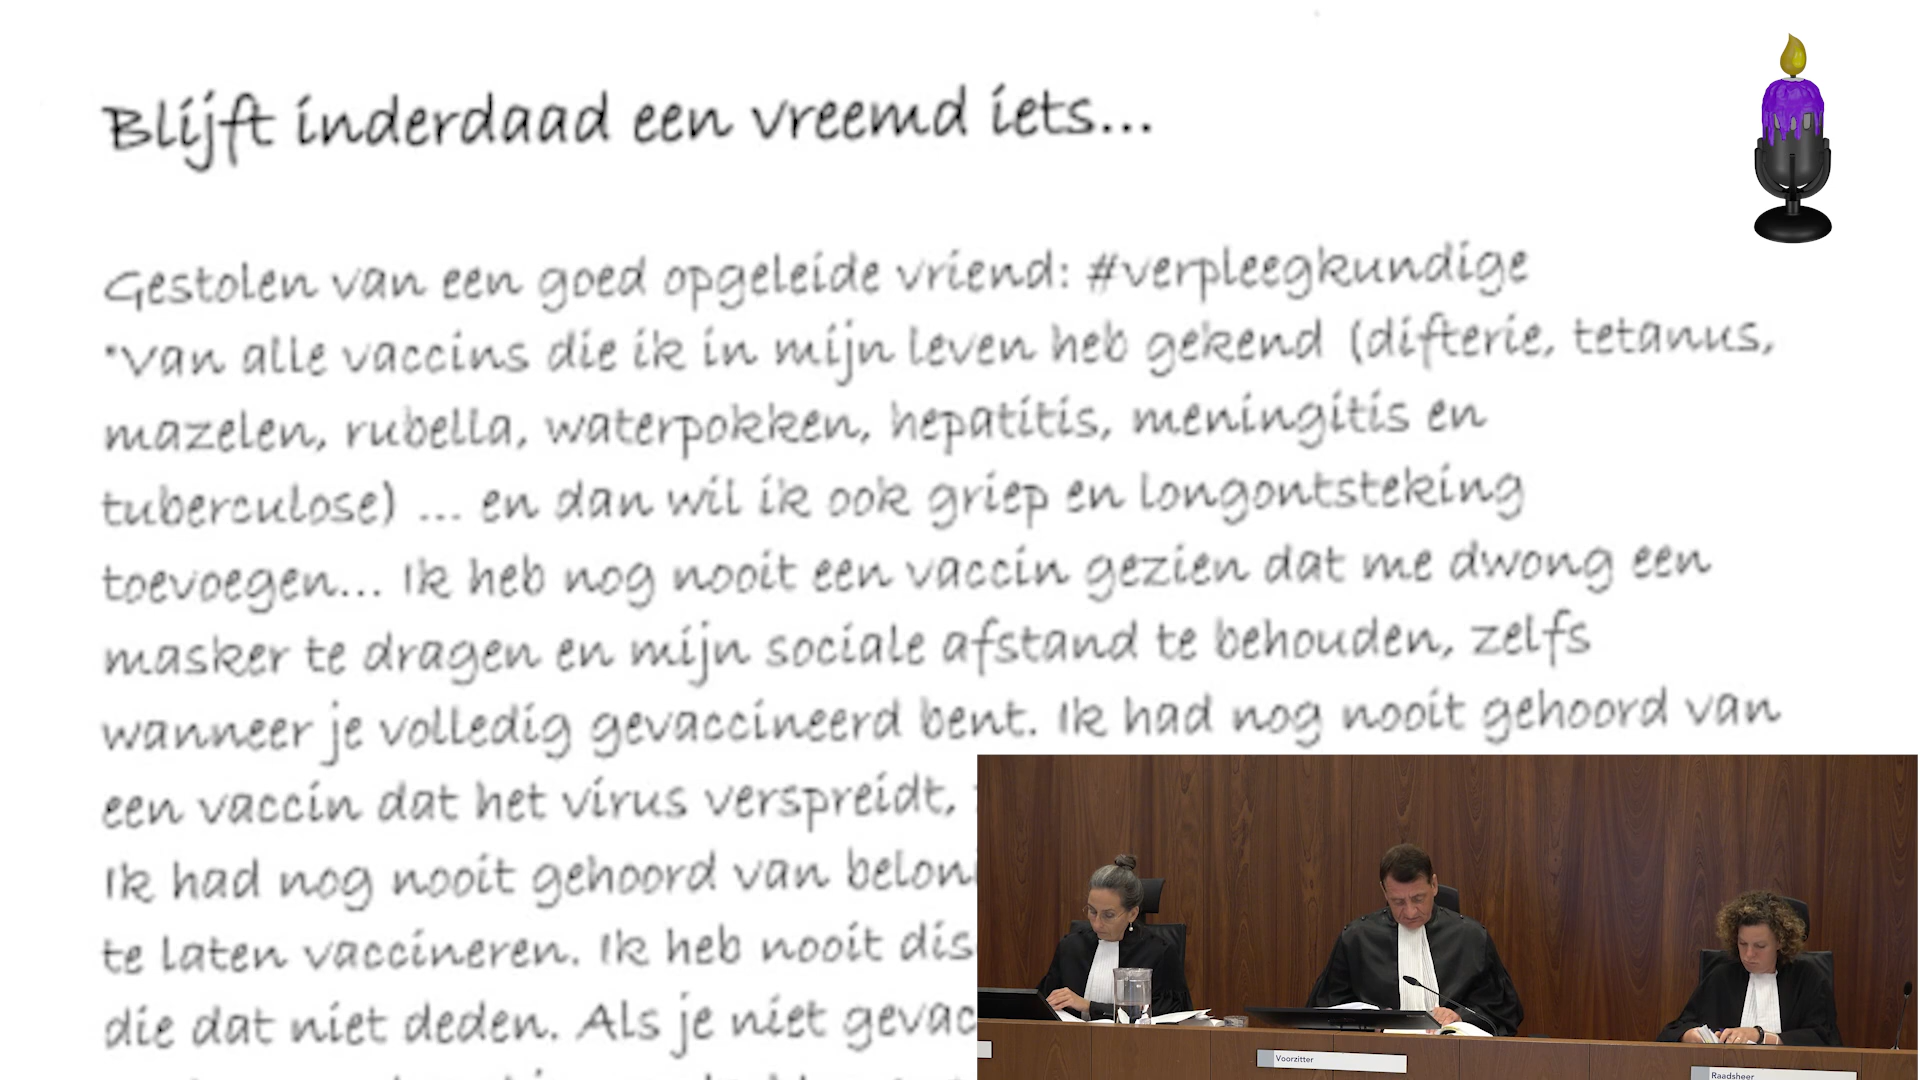 Blijft inderdaad een vreemd iets...
Gestolen van een goed opgeleide vriend: #verpleegkundige
"Van alle vaccins die ik in mijn leven heb gekend (difterie, tetanus,
mazelen, rubella, waterpokken, hepatitis, meningitis en
tuberculose) ... en dan wil ik ook griep en longontsteking
toevoegen... Ik heb nog nooit een vaccin gezien dat me dwong een
masker te dragen en mijn sociale afstand te behouden, zelfs
wanneer je volledig gevaccineerd bent. Ik had nog nooit gehoord van
een vaccin dat het virus verspreidt,
Ik had nog nooit gehoord van
te laten vaccineren. Ik heb nooit
die dat niet deden. Als je niet
Voorzitter
Raadsheer